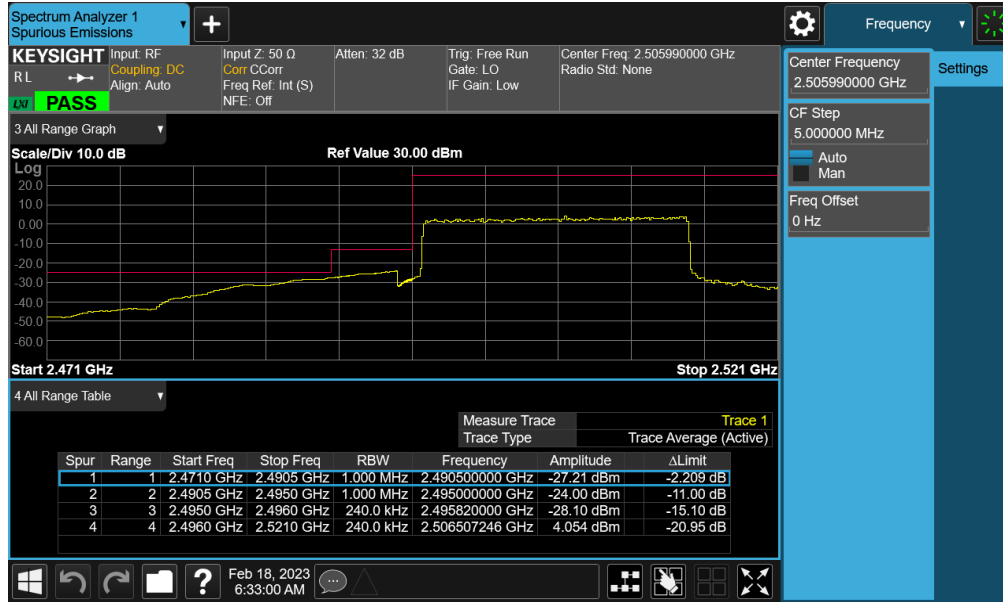 Spectrum Analyzer 1
Spurious Emissions
+
Frequency
KEYSIGHT
R L
LXI
PASS
Input: RF
Coupling: DC
Align: Auto
Input Z: 50 Ω
Corr CCorr
Freq Ref: Int (S)
NFE: Off
Atten: 32 dB
Trig: Free Run
Gate: LO
IF Gain: Low
Center Freq: 2.505990000 GHz
Radio Std: None
Center Frequency
2.505990000 GHz
Settings
CF Step
5.000000 MHz
Auto
Man
Freq Offset
0 Hz
3 All Range Graph
Scale/Div 10.0 dB
Ref Value 30.00 dBm
Log
20.0
10.0
0.00
-10.0
-20.0
-30.0
-40.0
-50.0
-60.0
Start 2.471 GHz
Stop 2.521 GHz
4 All Range Table
Measure Trace Trace 1
Trace Type Trace Average (Active)
Spur Range Start Freq Stop Freq RBW Frequency Amplitude ΔLimit
1 1 2.4710 GHz 2.4905 GHz 1.000 MHz 2.490500000 GHz -27.21 dBm -2.209 dB
2 2 2.4905 GHz 2.4950 GHz 1.000 MHz 2.495000000 GHz -24.00 dBm -11.00 dB
3 3 2.4950 GHz 2.4960 GHz 240.0 kHz 2.495820000 GHz -28.10 dBm -15.10 dB
4 4 2.4960 GHz 2.5210 GHz 240.0 kHz 2.506507246 GHz 4.054 dBm -20.95 dB
?
Feb 18, 2023
6:33:00 AM